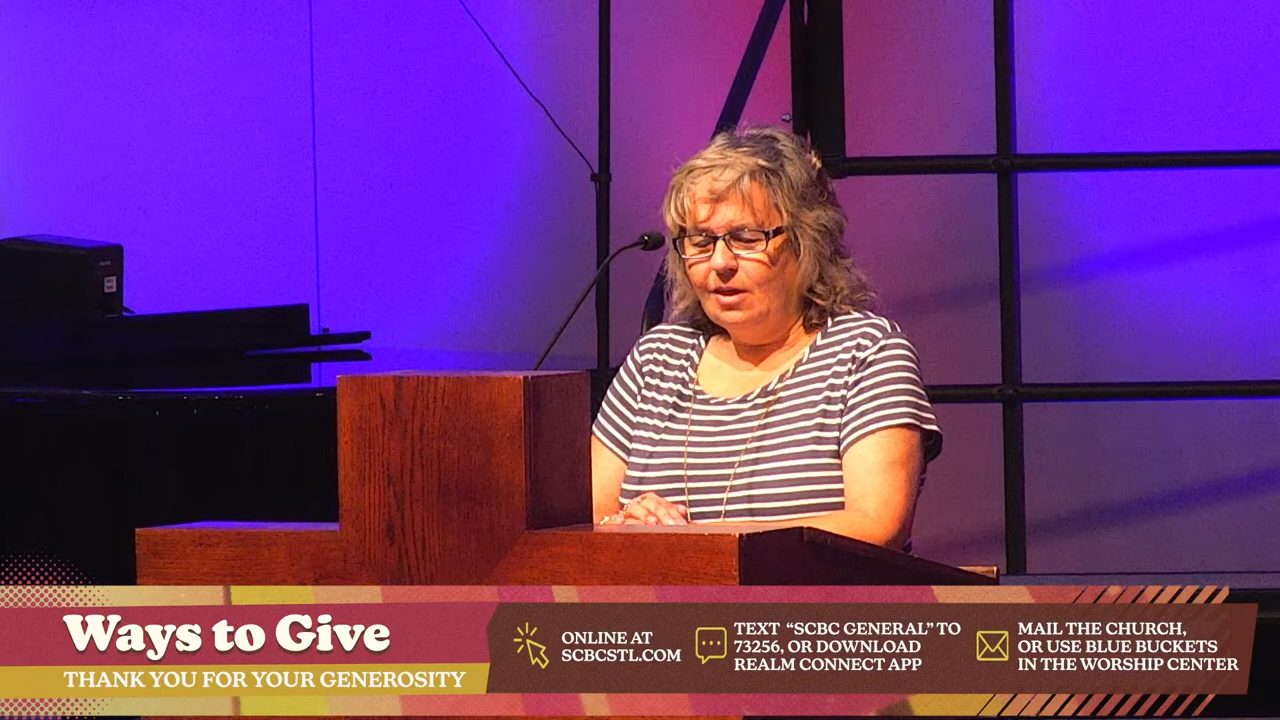 Ways to Give
THANK YOU FOR YOUR GENEROSITY
ONLINE AT
SCBCSTL.COM
TEXT "SCBC GENERAL" TO
73256, OR DOWNLOAD
REALM CONNECT APP
MAIL THE CHURCH,
OR USE BLUE BUCKETS
IN THE WORSHIP CENTER